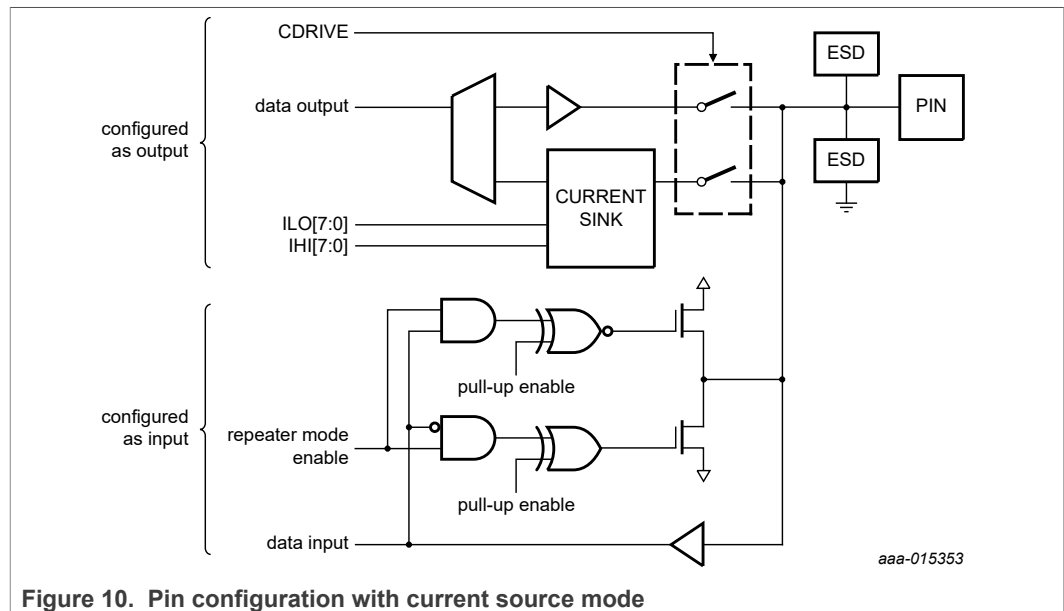 CDRIVE
ESD
data output
PIN
configured
as output
ESD
CURRENT
SINK
ILO[7:0]
IHI[7:0]
pull-up enable
configured
as input
repeater mode
enable
pull-up enable
data input
aaa-015353
Figure 10. Pin configuration with current source mode